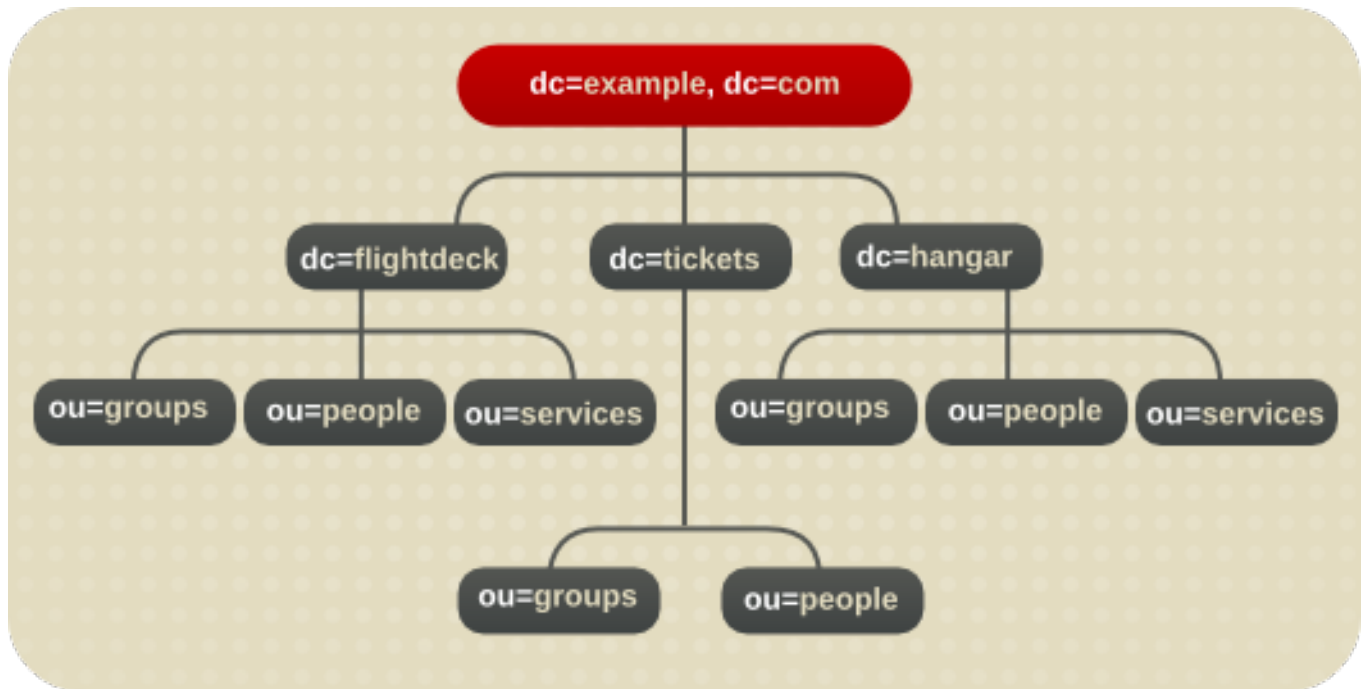 dc=example, dc=com
dc=flightdeck
dc=tickets
dc=hangar
ou=groups
ou=people
ou=services
ou=groups
ou=people
ou=services
ou=groups
ou=people